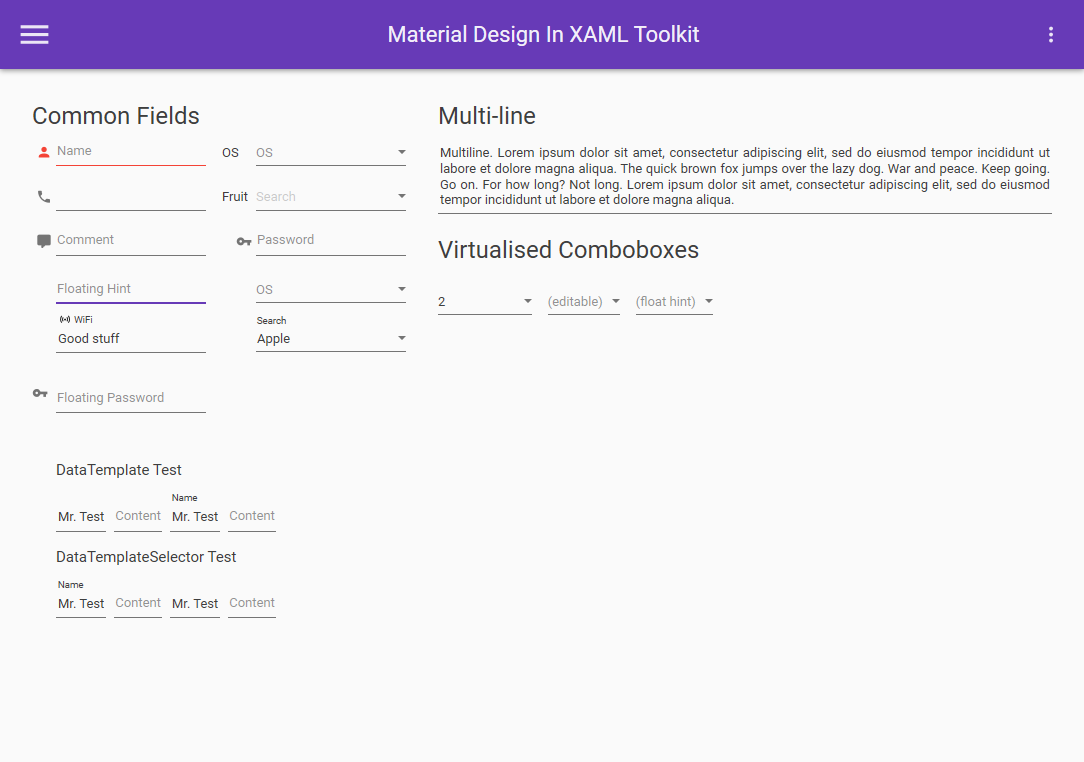 Material Design In XAML Toolkit
Common Fields
Name
OS
OS
Fruit
Search
Comment
Password
Floating Hint
OS
WiFi
Good stuff
Search
Apple
Floating Password
DataTemplate Test
Name
Mr. Test Content Mr. Test Content
DataTemplateSelector Test
Name
Mr. Test Content Mr. Test Content
Multi-line
Multiline. Lorem ipsum dolor sit amet, consectetur adipiscing elit, sed do eiusmod tempor incididunt ut
labore et dolore magna aliqua. The quick brown fox jumps over the lazy dog. War and peace. Keep going.
Go on. For how long? Not long. Lorem ipsum dolor sit amet, consectetur adipiscing elit, sed do eiusmod
tempor incididunt ut labore et dolore magna aliqua.
Virtualised Comboboxes
2
(editable)
(float hint)